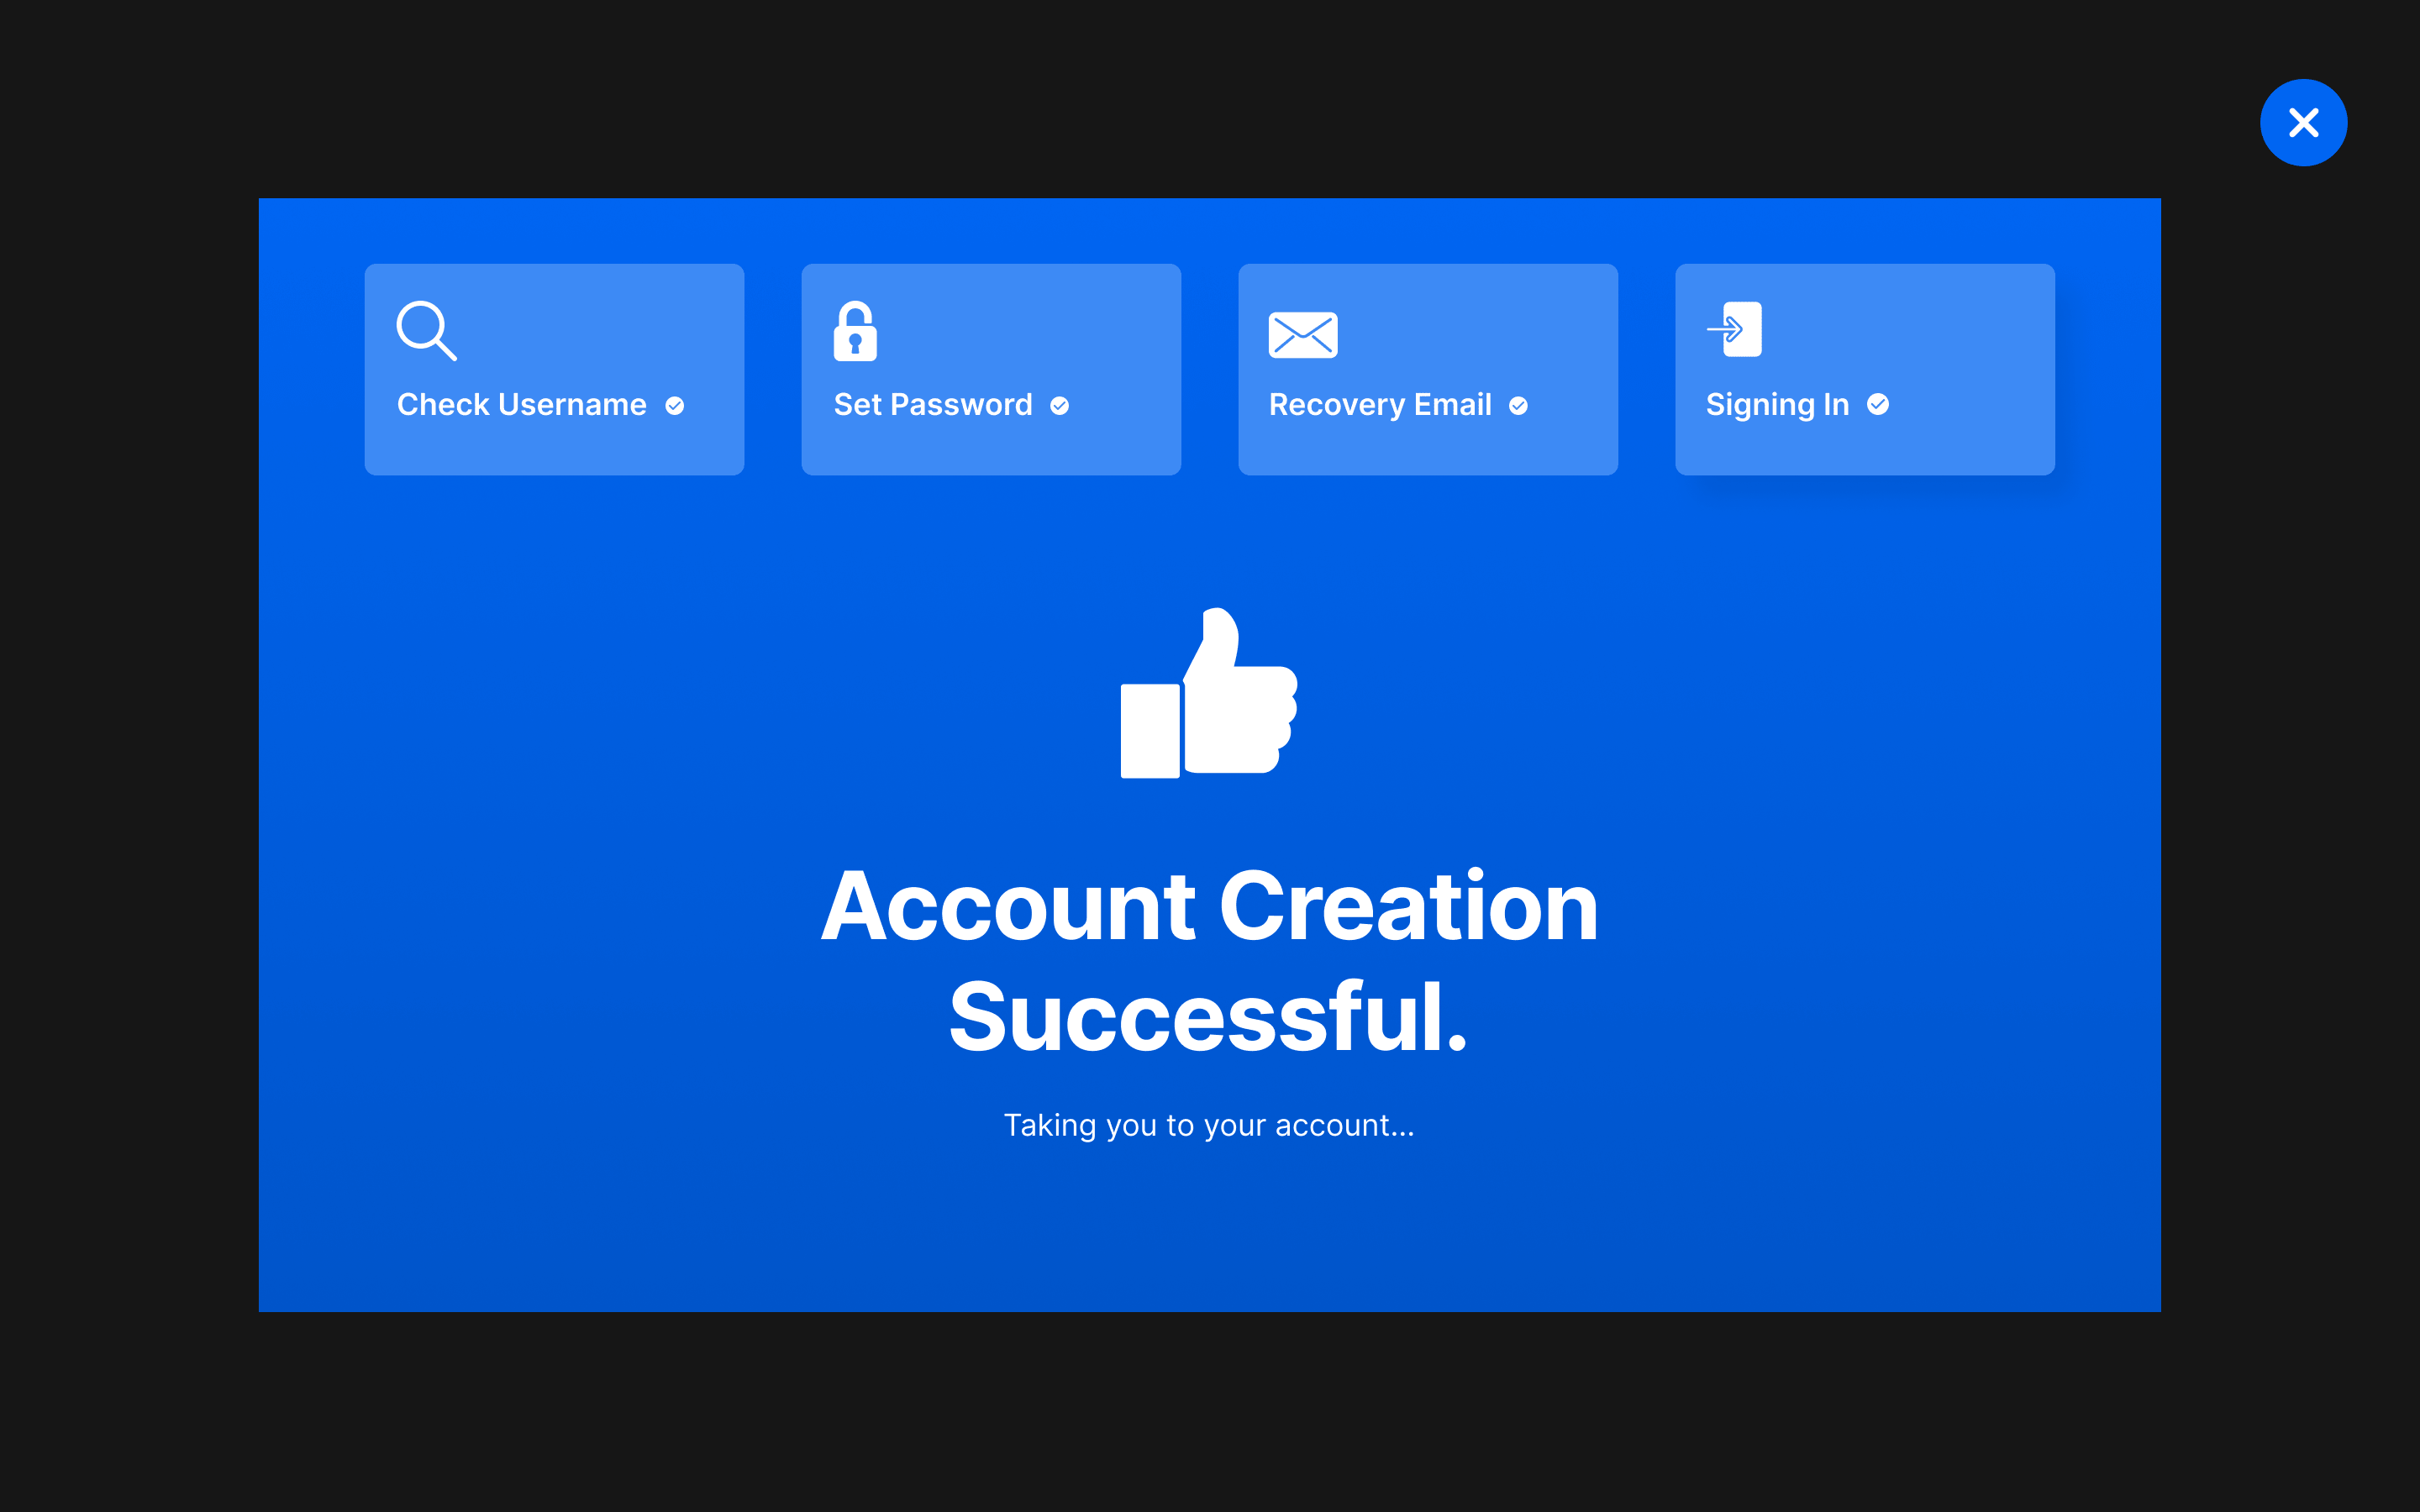 Check Username
Set Password
Recovery Email
Signing In
Account Creation
Successful.
Taking you to your account...